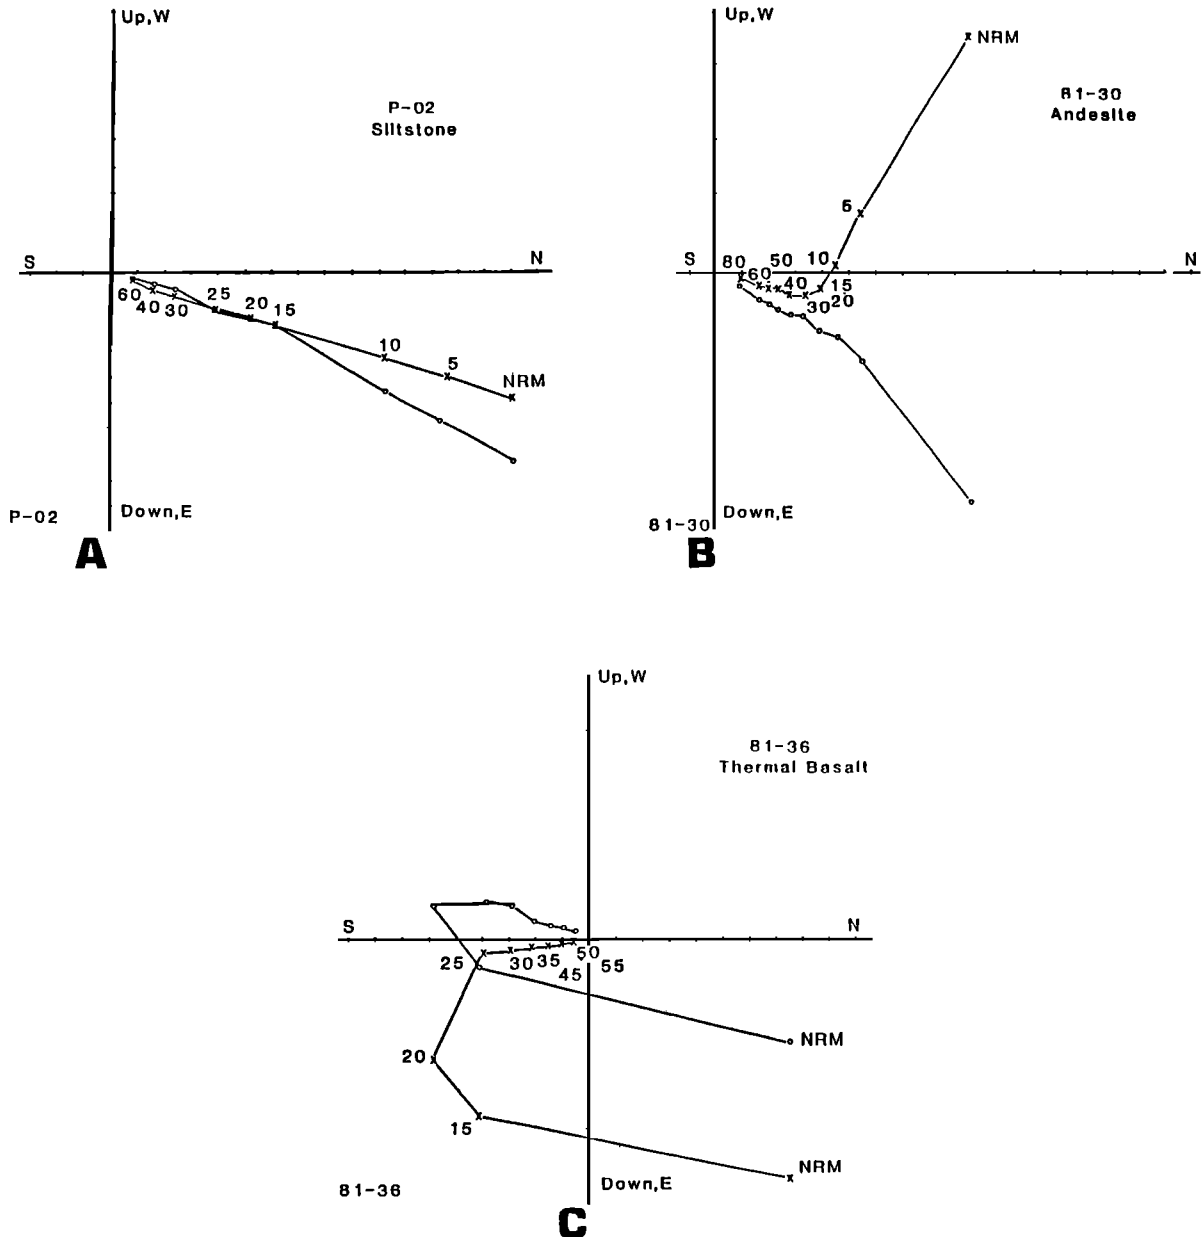 Up,W
P-02
Siltstone
S
N
60
40
30
25
20
15
10
5
NRM
P-02
Down,E
A
Up,W
NRM
81-30
Andesite
5
S
80
60
50
40
10
30
15
20
N
81-30
Down,E
B
Up,W
81-36
Thermal Basalt
S
N
25
30
35
45
50
55
20
15
NRM
NRM
81-36
Down,E
C